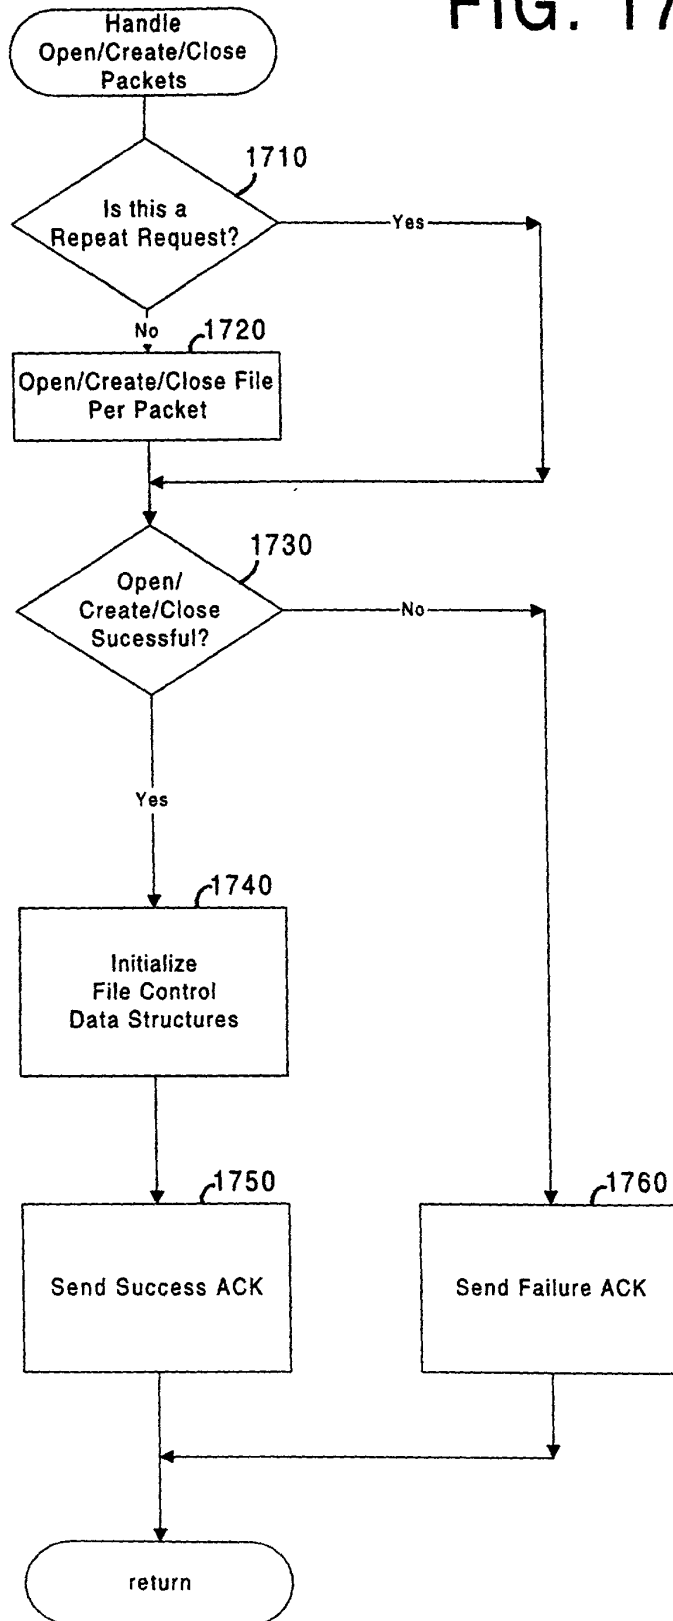 FIG. 17
Handle
Open/Create/Close
Packets
1710
Is this a
Repeat Request?
Yes
No
1720
Open/Create/Close File
Per Packet
1730
Open/
Create/Close
Sucessful?
No
Yes
1740
Initialize
File Control
Data Structures
1750
1760
Send Success ACK
Send Failure ACK
return